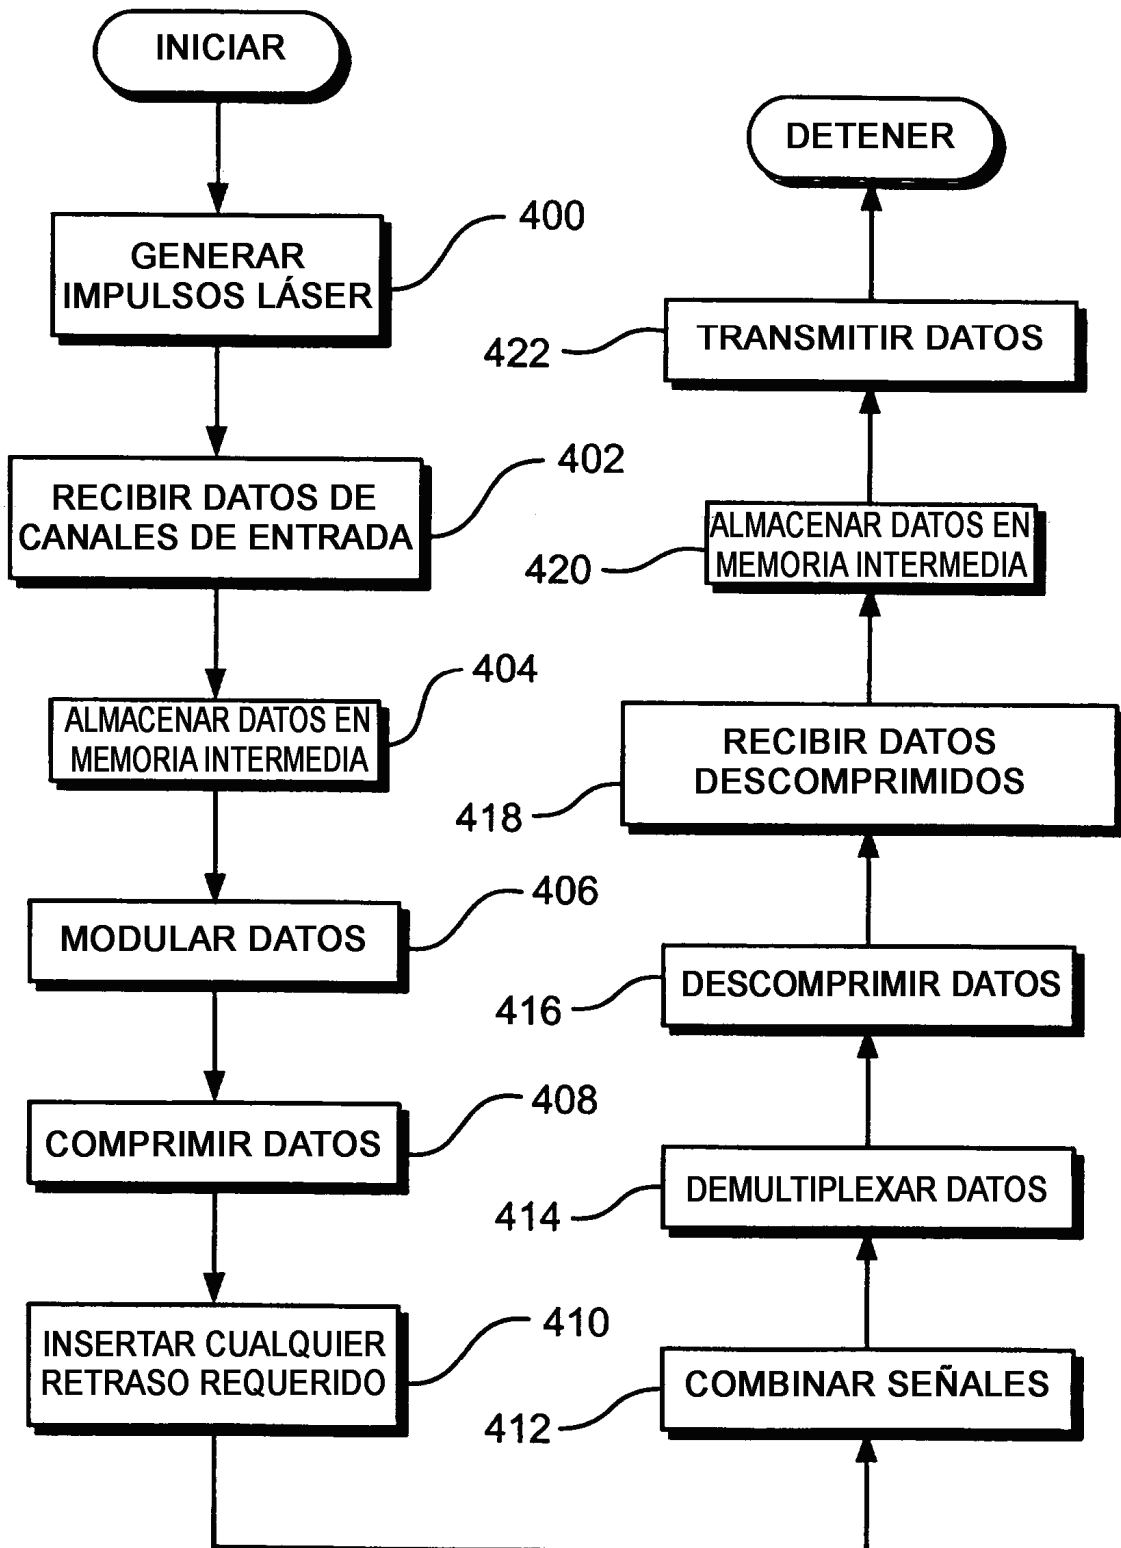 INICIAR
GENERAR
IMPULSOS LÁSER
400
RECIBIR DATOS DE
CANALES DE ENTRADA
402
ALMACENAR DATOS EN
MEMORIA INTERMEDIA
404
MODULAR DATOS
406
COMPRIMIR DATOS
408
INSERTAR CUALQUIER
RETRASO REQUERIDO
410
COMBINAR SEÑALES
412
DEMULTIPLEXAR DATOS
414
DESCOMPRIMIR DATOS
416
RECIBIR DATOS
DESCOMPRIMIDOS
418
ALMACENAR DATOS EN
MEMORIA INTERMEDIA
420
TRANSMITIR DATOS
422
DETENER